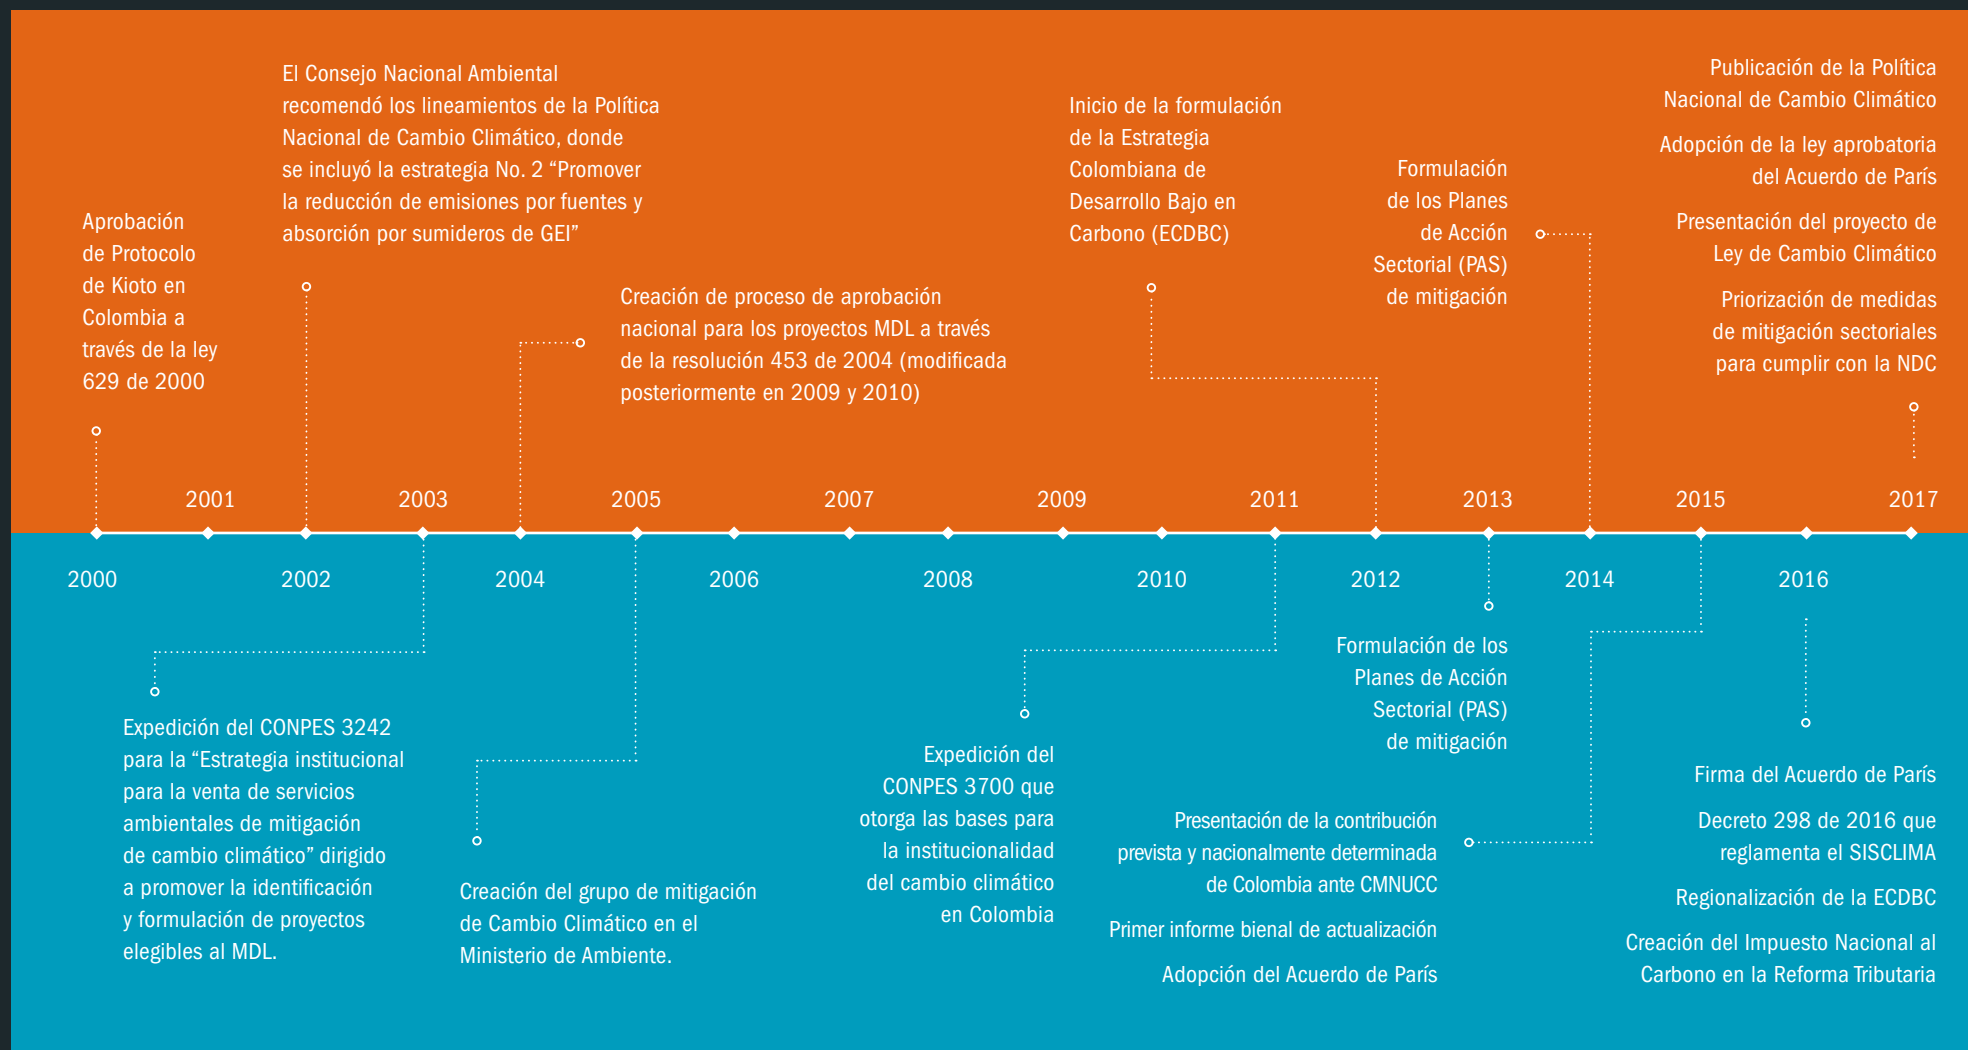 Aprobación
de Protocolo
de Kioto en
Colombia a
través de la ley
629 de 2000
El Consejo Nacional Ambiental
recomendó los lineamientos de la Política
Nacional de Cambio Climático, donde
se incluyó la estrategia No. 2 “Promover
la reducción de emisiones por fuentes y
absorción por sumideros de GEI”
Creación de proceso de aprobación
nacional para los proyectos MDL a través
de la resolución 453 de 2004 (modificada
posteriormente en 2009 y 2010)
Inicio de la formulación
de la Estrategia
Colombiana de
Desarrollo Bajo en
Carbono (ECDBC)
Formulación
de los Planes
de Acción
Sectorial (PAS)
de mitigación
Publicación de la Política
Nacional de Cambio Climático
Adopción de la ley aprobatoria
del Acuerdo de París
Presentación del proyecto de
Ley de Cambio Climático
Priorización de medidas
de mitigación sectoriales
para cumplir con la NDC
2001
2003
2005
2007
2009
2011
2013
2015
2017
2000
2002
2004
2006
2008
2010
2012
2014
2016
Expedición del CONPES 3242
para la “Estrategia institucional
para la venta de servicios
ambientales de mitigación
de cambio climático” dirigido
a promover la identificación
y formulación de proyectos
elegibles al MDL.
Creación del grupo de mitigación
de Cambio Climático en el
Ministerio de Ambiente.
Expedición del
CONPES 3700 que
otorga las bases para
la institucionalidad
del cambio climático
en Colombia
Formulación de los
Planes de Acción
Sectorial (PAS)
de mitigación
Presentación de la contribución
prevista y nacionalmente determinada
de Colombia ante CMNUCC
Primer informe bienal de actualización
Adopción del Acuerdo de París
Firma del Acuerdo de París
Decreto 298 de 2016 que
reglamenta el SISCLIMA
Regionalización de la ECDBC
Creación del Impuesto Nacional al
Carbono en la Reforma Tributaria